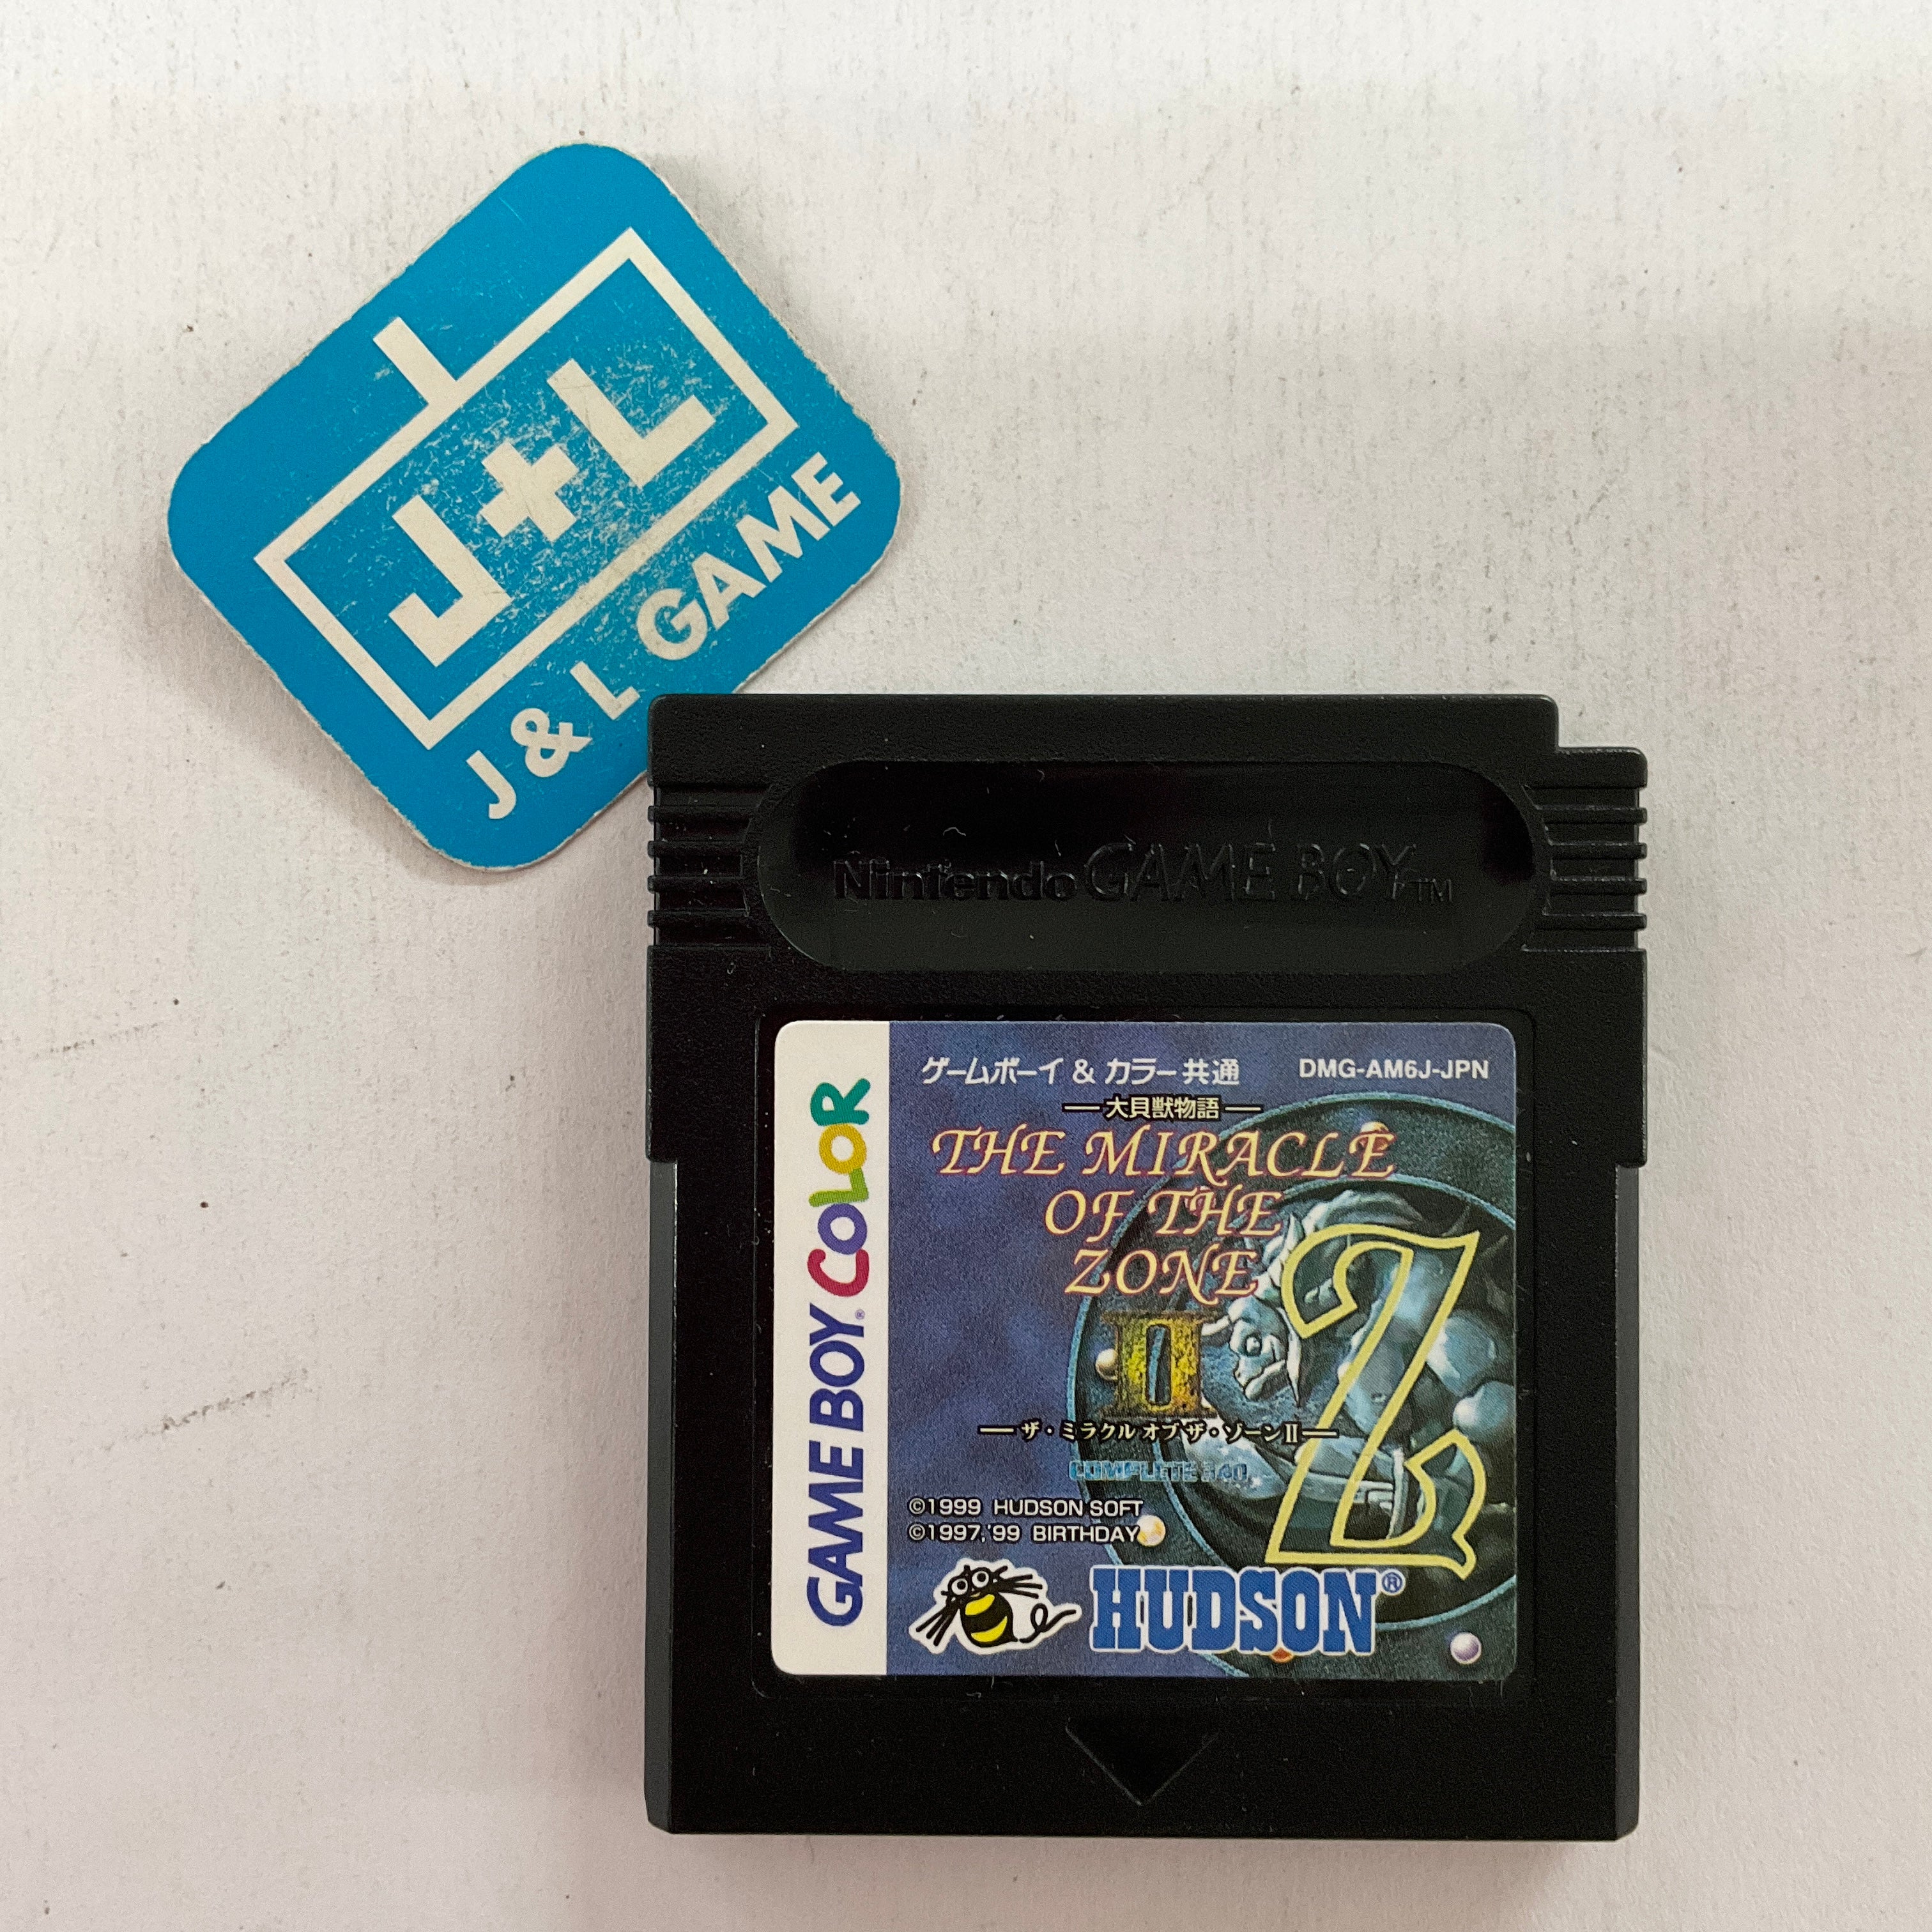 J+L
J & L GAME
Nintendo GAME BOY TM
GAME BOY® COLOR
ゲームボーイ & カラー共通 DMG-AM6J-JPN
大貝獣物語
THE MIRACLE
OF THE
ZONE
II
Z
ザ・ミラクル オブ ザ・ゾーンII
COMPLETE 340
©1999 HUDSON SOFT
©1997,'99 BIRTHDAY
HUDSON®